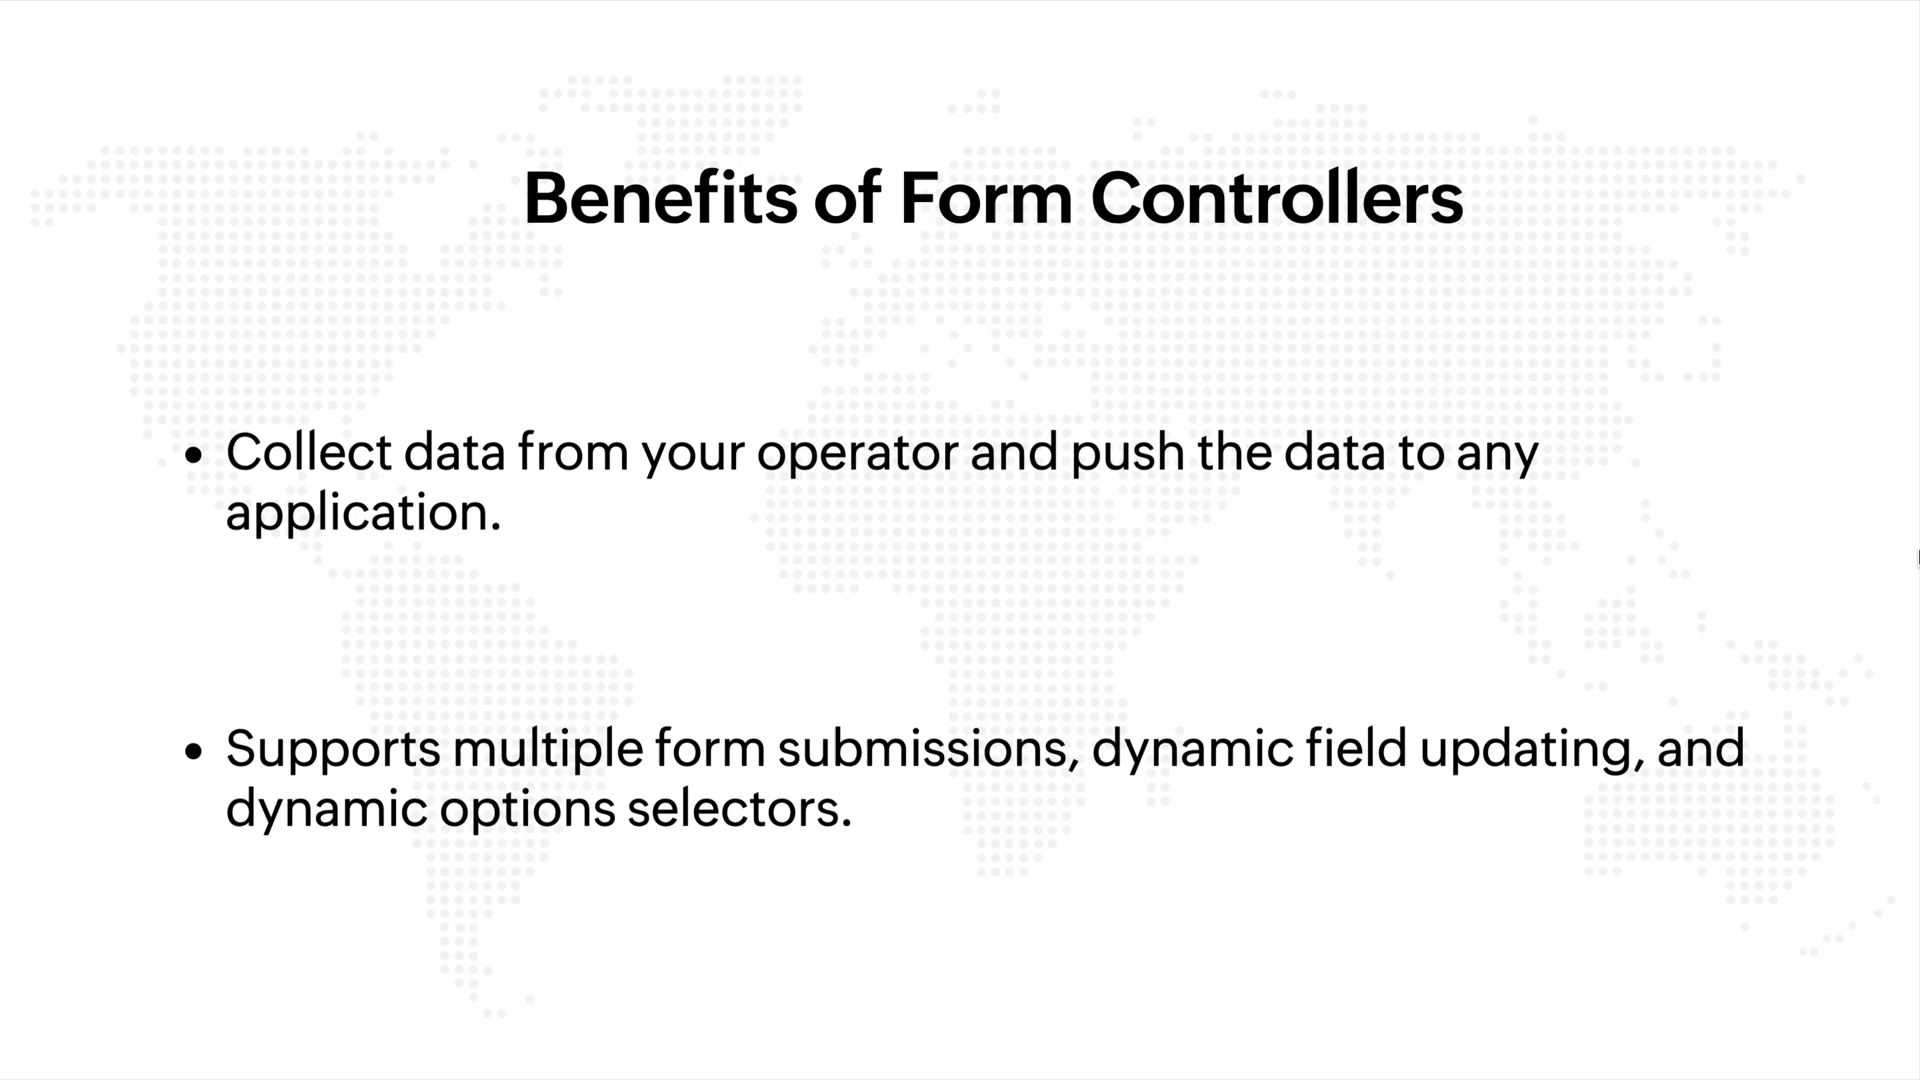 Benefits of Form Controllers
• Collect data from your operator and push the data to any
application.
• Supports multiple form submissions, dynamic field updating, and
dynamic options selectors.